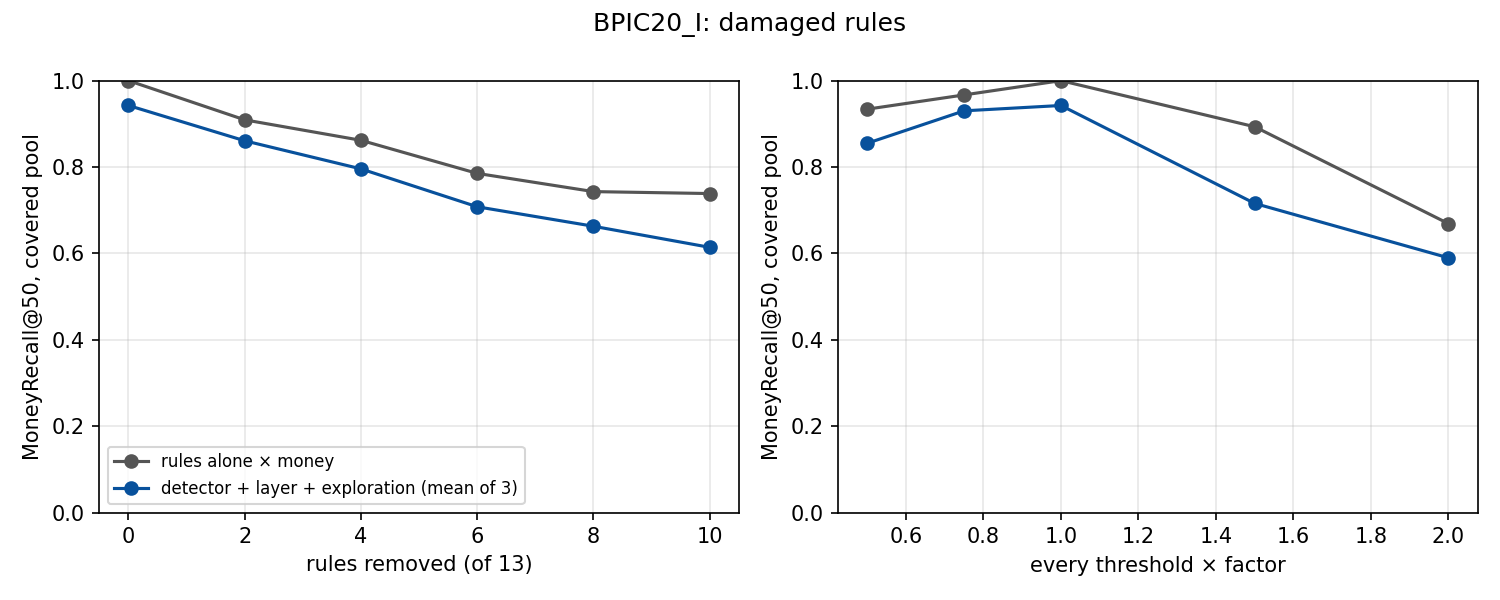 BPIC20_I: damaged rules
MoneyRecall@50, covered pool
1.0
0.8
0.6
0.4
0.2
0.0
rules alone × money
detector + layer + exploration (mean of 3)
0 2 4 6 8 10
rules removed (of 13)
MoneyRecall@50, covered pool
1.0
0.8
0.6
0.4
0.2
0.0
0.6 0.8 1.0 1.2 1.4 1.6 1.8 2.0
every threshold × factor